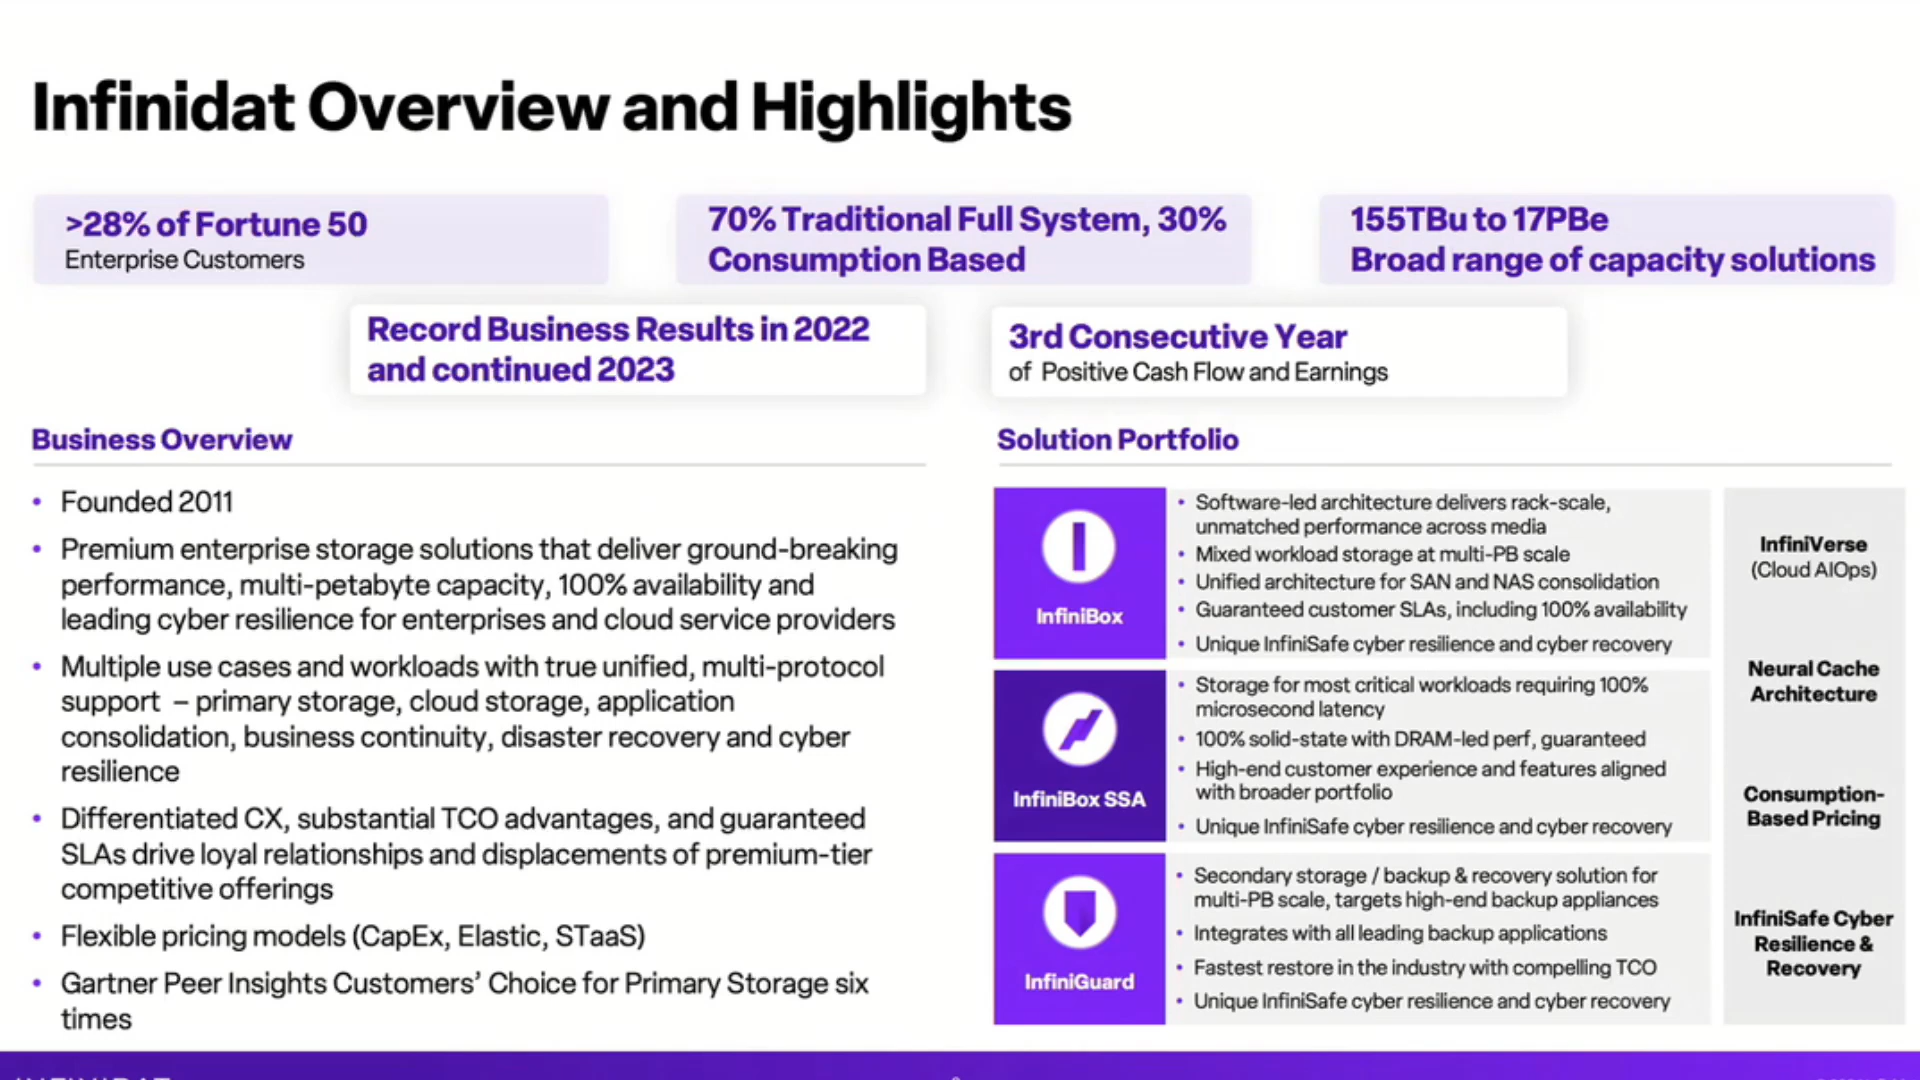 Infinidat Overview and Highlights
>28% of Fortune 50
Enterprise Customers
70% Traditional Full System, 30%
Consumption Based
155TBu to 17PBe
Broad range of capacity solutions
Record Business Results in 2022
and continued 2023
3rd Consecutive Year
of Positive Cash Flow and Earnings
Business Overview
• Founded 2011
• Premium enterprise storage solutions that deliver ground-breaking
performance, multi-petabyte capacity, 100% availability and
leading cyber resilience for enterprises and cloud service providers
• Multiple use cases and workloads with true unified, multi-protocol
support – primary storage, cloud storage, application
consolidation, business continuity, disaster recovery and cyber
resilience
• Differentiated CX, substantial TCO advantages, and guaranteed
SLAs drive loyal relationships and displacements of premium-tier
competitive offerings
• Flexible pricing models (CapEx, Elastic, STaaS)
• Gartner Peer Insights Customers’ Choice for Primary Storage six
times
Solution Portfolio
InfiniBox
• Software-led architecture delivers rack-scale,
unmatched performance across media
• Mixed workload storage at multi-PB scale
• Unified architecture for SAN and NAS consolidation
• Guaranteed customer SLAs, including 100% availability
• Unique InfiniSafe cyber resilience and cyber recovery
InfiniBox SSA
• Storage for most critical workloads requiring 100%
microsecond latency
• 100% solid-state with DRAM-led perf, guaranteed
• High-end customer experience and features aligned
with broader portfolio
• Unique InfiniSafe cyber resilience and cyber recovery
InfiniGuard
• Secondary storage / backup & recovery solution for
multi-PB scale, targets high-end backup appliances
• Integrates with all leading backup applications
• Fastest restore in the industry with compelling TCO
• Unique InfiniSafe cyber resilience and cyber recovery
InfiniVerse
(Cloud AIOps)
Neural Cache
Architecture
Consumption-
Based Pricing
InfiniSafe Cyber
Resilience &
Recovery